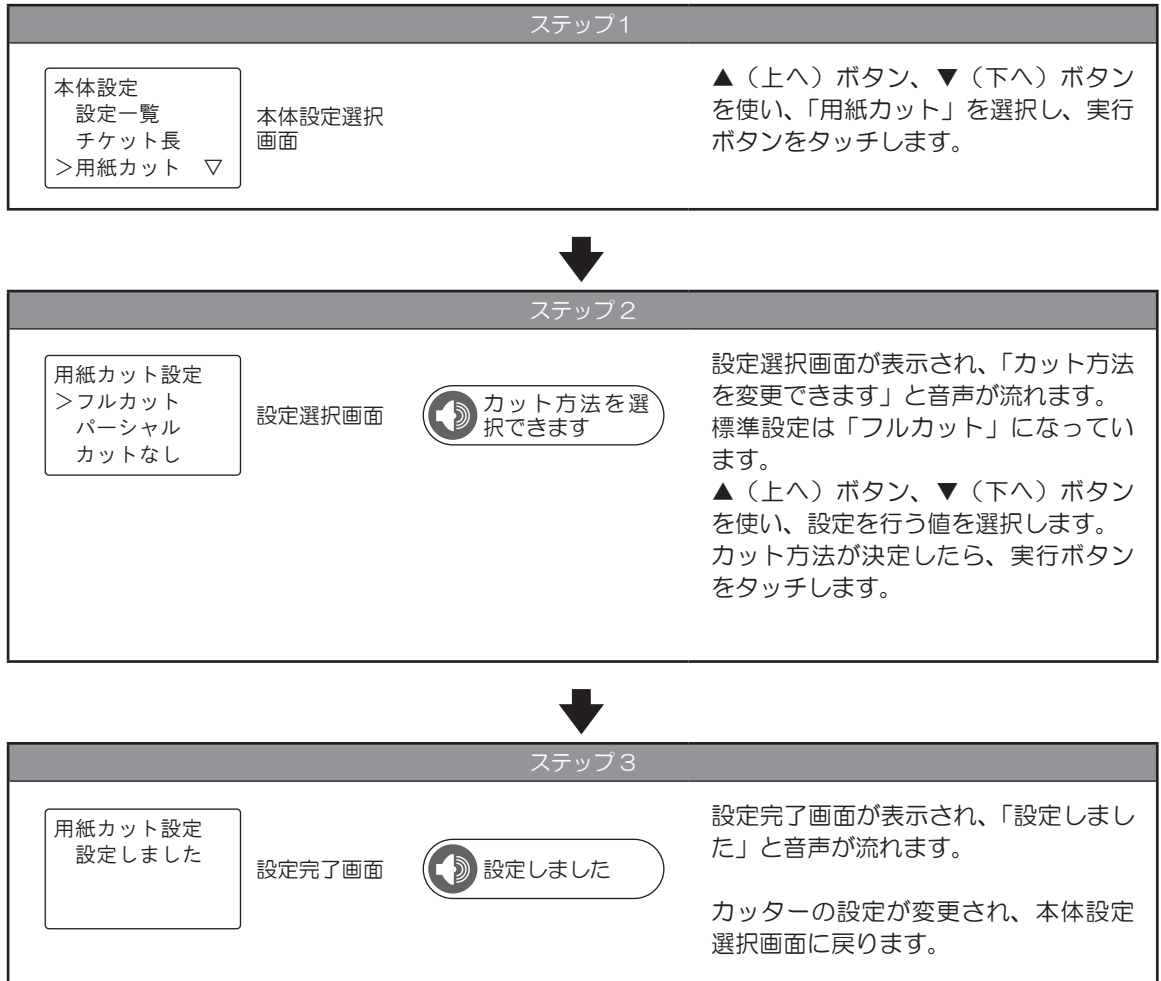 ステップ1
本体設定
設定一覧
チケット長
＞用紙カット ▽
本体設定選択
画面
▲（上へ）ボタン、▼（下へ）ボタン
を使い、「用紙カット」を選択し、実行
ボタンをタッチします。
ステップ2
用紙カット設定
＞フルカット
パーシャル
カットなし
設定選択画面
カット方法を選
択できます
設定選択画面が表示され、「カット方法
を変更できます」と音声が流れます。
標準設定は「フルカット」になってい
ます。
▲（上へ）ボタン、▼（下へ）ボタン
を使い、設定を行う値を選択します。
カット方法が決定したら、実行ボタン
をタッチします。
ステップ3
用紙カット設定
設定しました
設定完了画面
設定しました
設定完了画面が表示され、「設定しまし
た」と音声が流れます。
カッターの設定が変更され、本体設定
選択画面に戻ります。